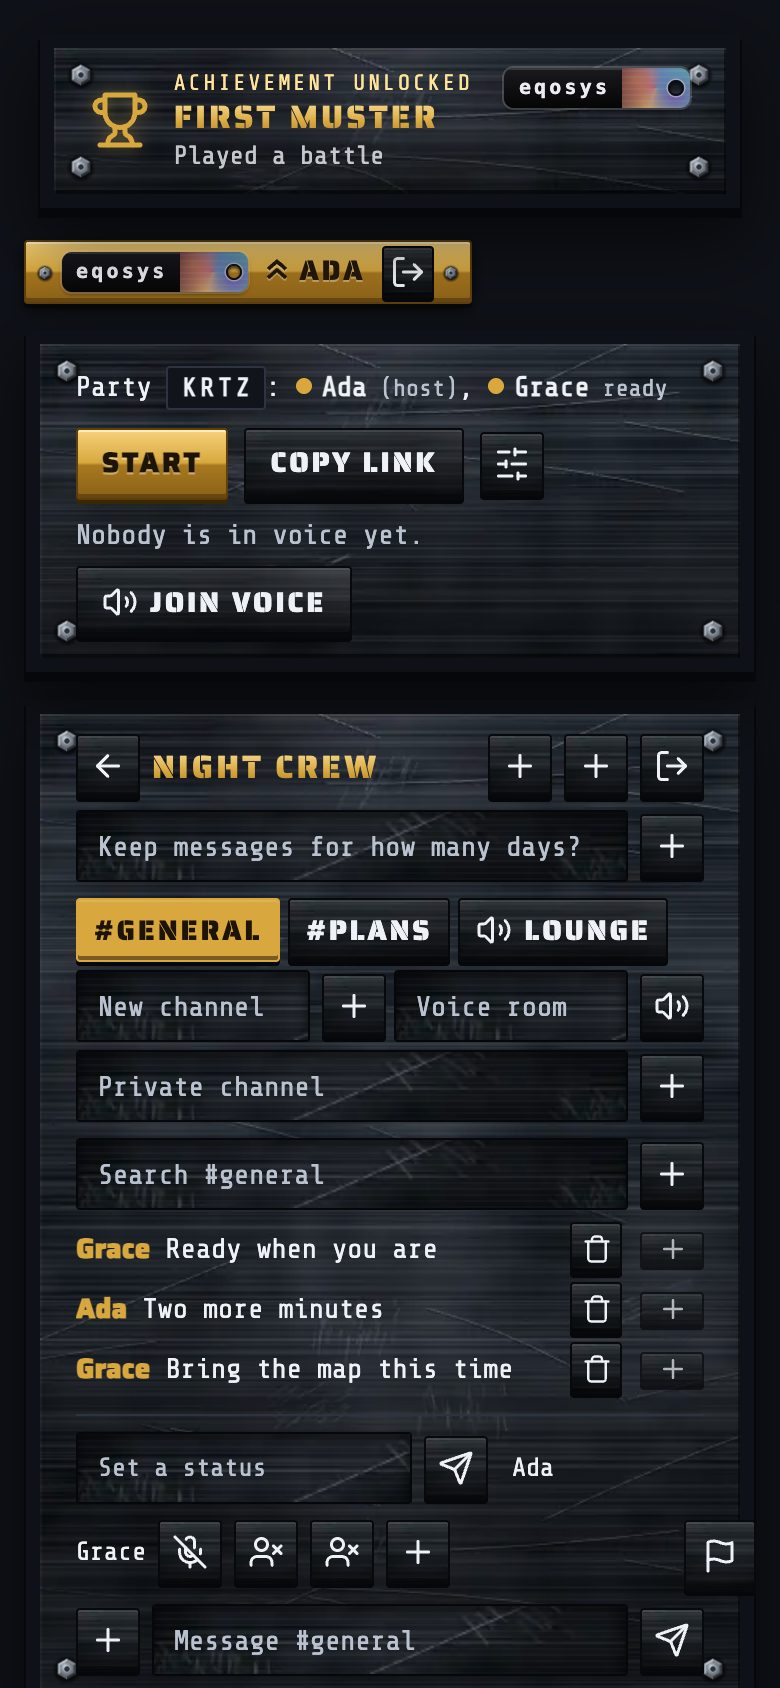 ACHIEVEMENT UNLOCKED
eqosys
FIRST MUSTER
Played a battle
eqosys ADA
Party KRTZ: Ada (host), Grace ready
START COPY LINK
Nobody is in voice yet.
JOIN VOICE
NIGHT CREW
Keep messages for how many days?
#GENERAL #PLANS LOUNGE
New channel Voice room
Private channel
Search #general
Grace Ready when you are
Ada Two more minutes
Grace Bring the map this time
Set a status Ada
Grace
Message #general